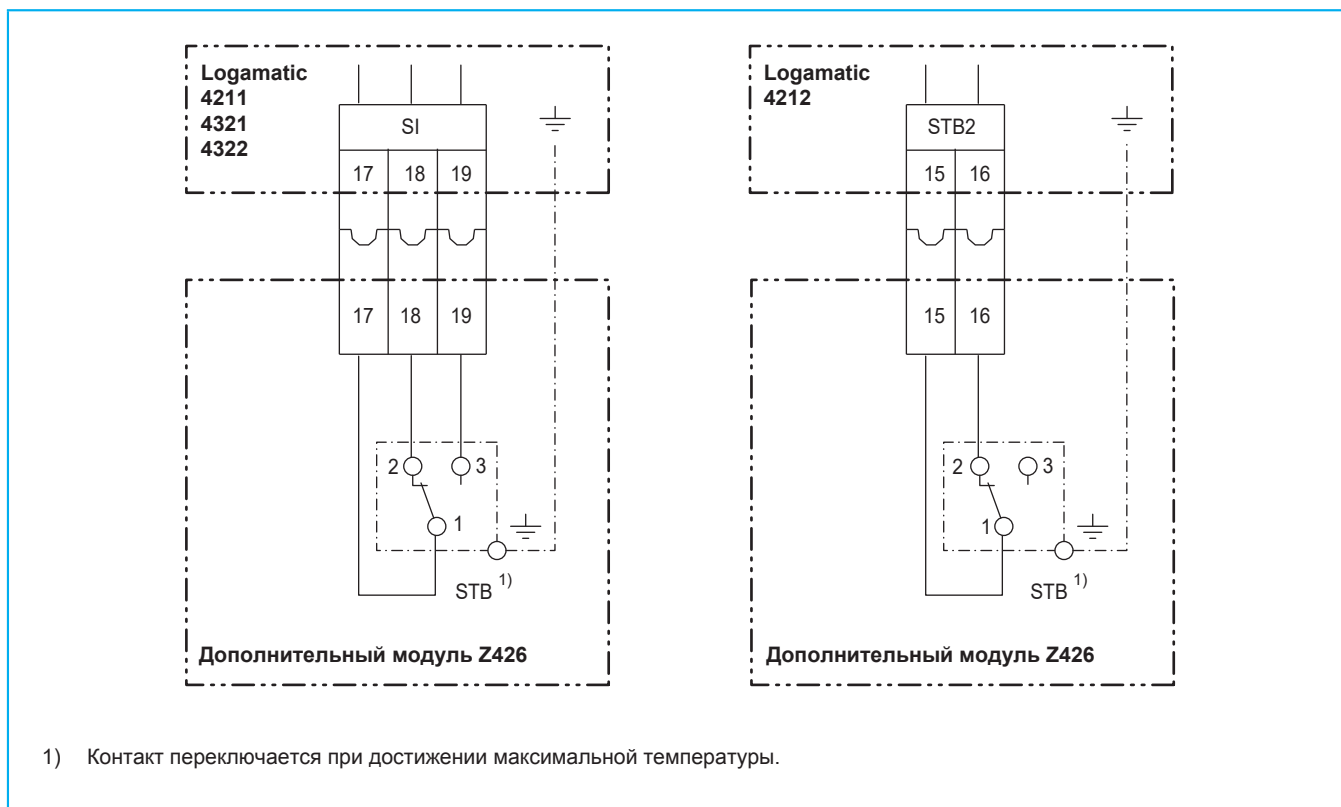 Logamatic
4211
4321
4322
SI
17 18 19
17 18 19
2 3
1
STB 1)
Дополнительный модуль Z426
Logamatic
4212
STB2
15 16
15 16
2 3
1
STB 1)
Дополнительный модуль Z426
1) Контакт переключается при достижении максимальной температуры.